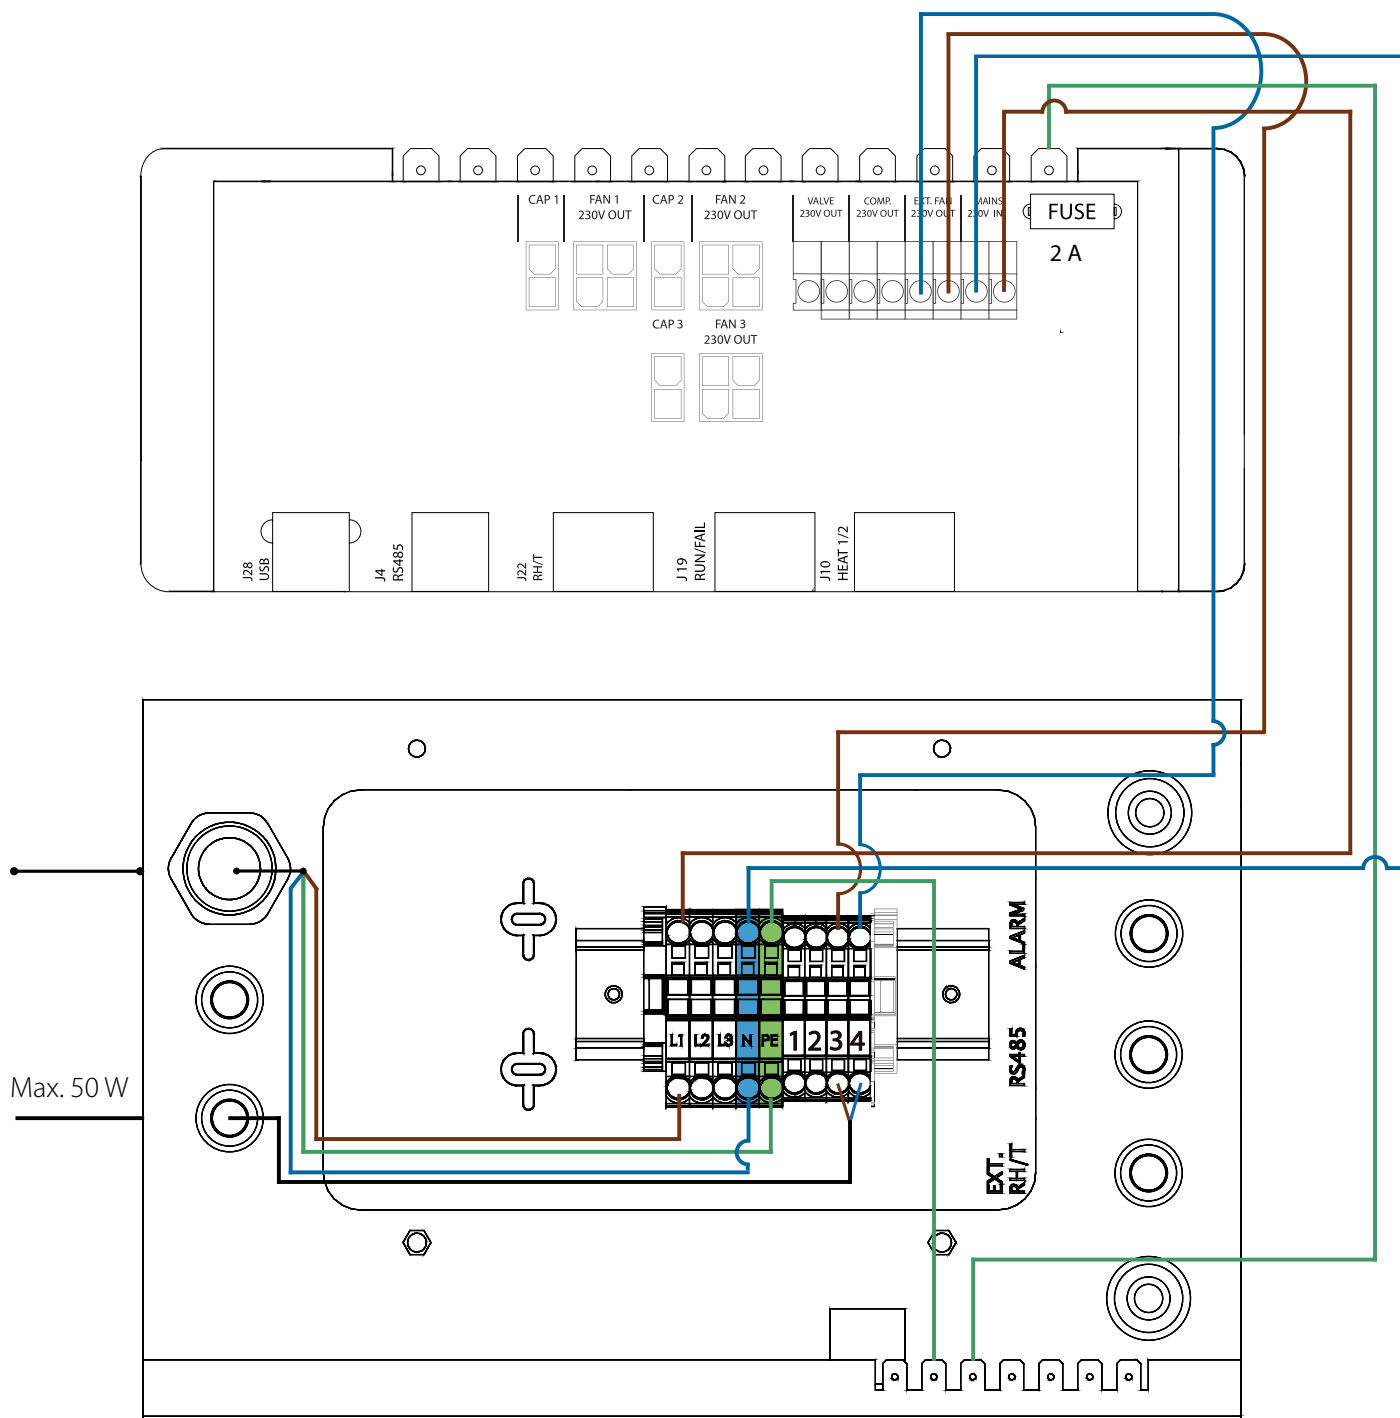 CAP 1
FAN 1
230V OUT
CAP 2
FAN 2
230V OUT
VALVE
230V OUT
COMP.
230V OUT
EXT. FAN
230V OUT
MAINS
230V IN
FUSE
2 A
CAP 3
FAN 3
230V OUT
J28
USB
J4
RS485
J22
RH/T
J19
RUN/FAIL
J10
HEAT 1/2
ALARM
L1 L2 L3 N PE 1 2 3 4
RS485
Max. 50 W
EXT.
RH/T